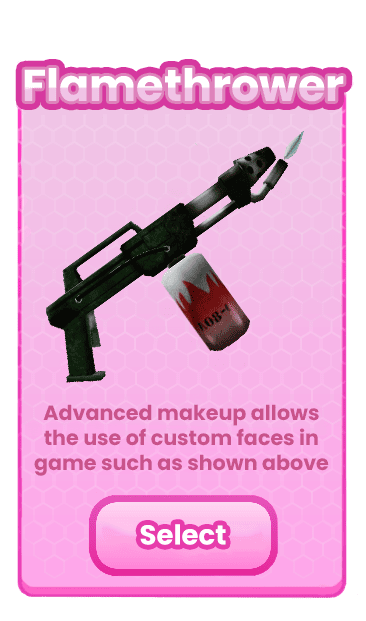 Flamethrower
Advanced makeup allows
the use of custom faces in
game such as shown above
Select